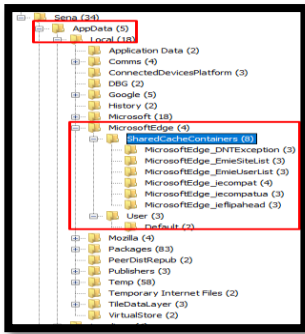 Sena (34)
AppData (5)
Local (18)
Application Data (2)
Comms (4)
ConnectedDevicesPlatform (3)
DBG (2)
Google (5)
History (2)
Microsoft (18)
MicrosoftEdge (4)
SharedCacheContainers (8)
MicrosoftEdge_DNTException (3)
MicrosoftEdge_EmieSiteList (3)
MicrosoftEdge_EmieUserList (3)
MicrosoftEdge_iecompat (4)
MicrosoftEdge_iecompatua (3)
MicrosoftEdge_ieflipahead (3)
User (3)
Default (2)
Mozilla (4)
Packages (83)
PeerDistRepub (2)
Publishers (3)
Temp (58)
Temporary Internet Files (2)
TileDataLayer (3)
VirtualStore (2)